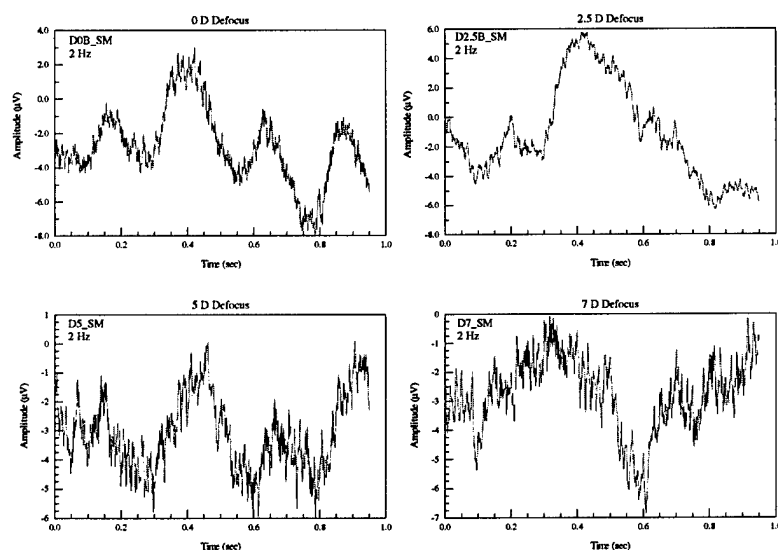 0 D Defocus
D0B_SM
2 Hz
Amplitude (µV)
4.0
2.0
0.0
-2.0
-4.0
-6.0
-8.0
0.0
0.2
0.4
0.6
0.8
1.0
Time (sec)
2.5 D Defocus
D2.5B_SM
2 Hz
Amplitude (µV)
6.0
4.0
2.0
0.0
-2.0
-4.0
-6.0
-8.0
0.0
0.2
0.4
0.6
0.8
1.0
Time (sec)
5 D Defocus
D5_SM
2 Hz
Amplitude (µV)
1
0
-1
-2
-3
-4
-5
-6
0.0
0.2
0.4
0.6
0.8
1.0
Time (sec)
7 D Defocus
D7_SM
2 Hz
Amplitude (µV)
-0
-1
-2
-3
-4
-5
-6
-7
0.0
0.2
0.4
0.6
0.8
1.0
Time (sec)